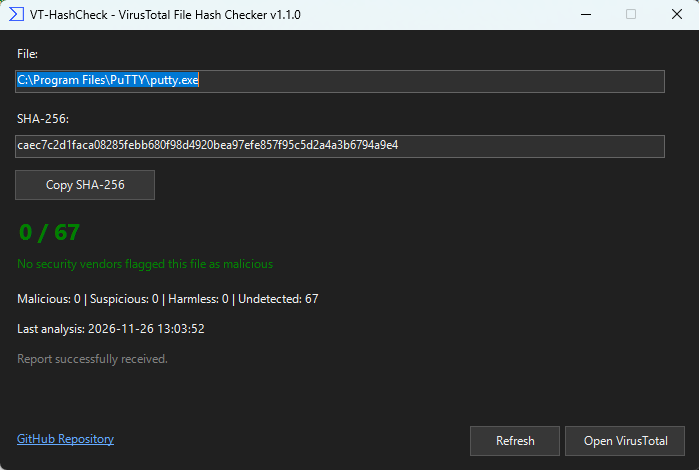 VT-HashCheck - VirusTotal File Hash Checker v1.1.0
File:
C:\Program Files\PuTTY\putty.exe
SHA-256:
caec7c2d1faca08285febb680f98d4920bea97efe857f95c5d2a4a3b6794a9e4
Copy SHA-256
0 / 67
No security vendors flagged this file as malicious
Malicious: 0 | Suspicious: 0 | Harmless: 0 | Undetected: 67
Last analysis: 2026-11-26 13:03:52
Report successfully received.
GitHub Repository
Refresh
Open VirusTotal